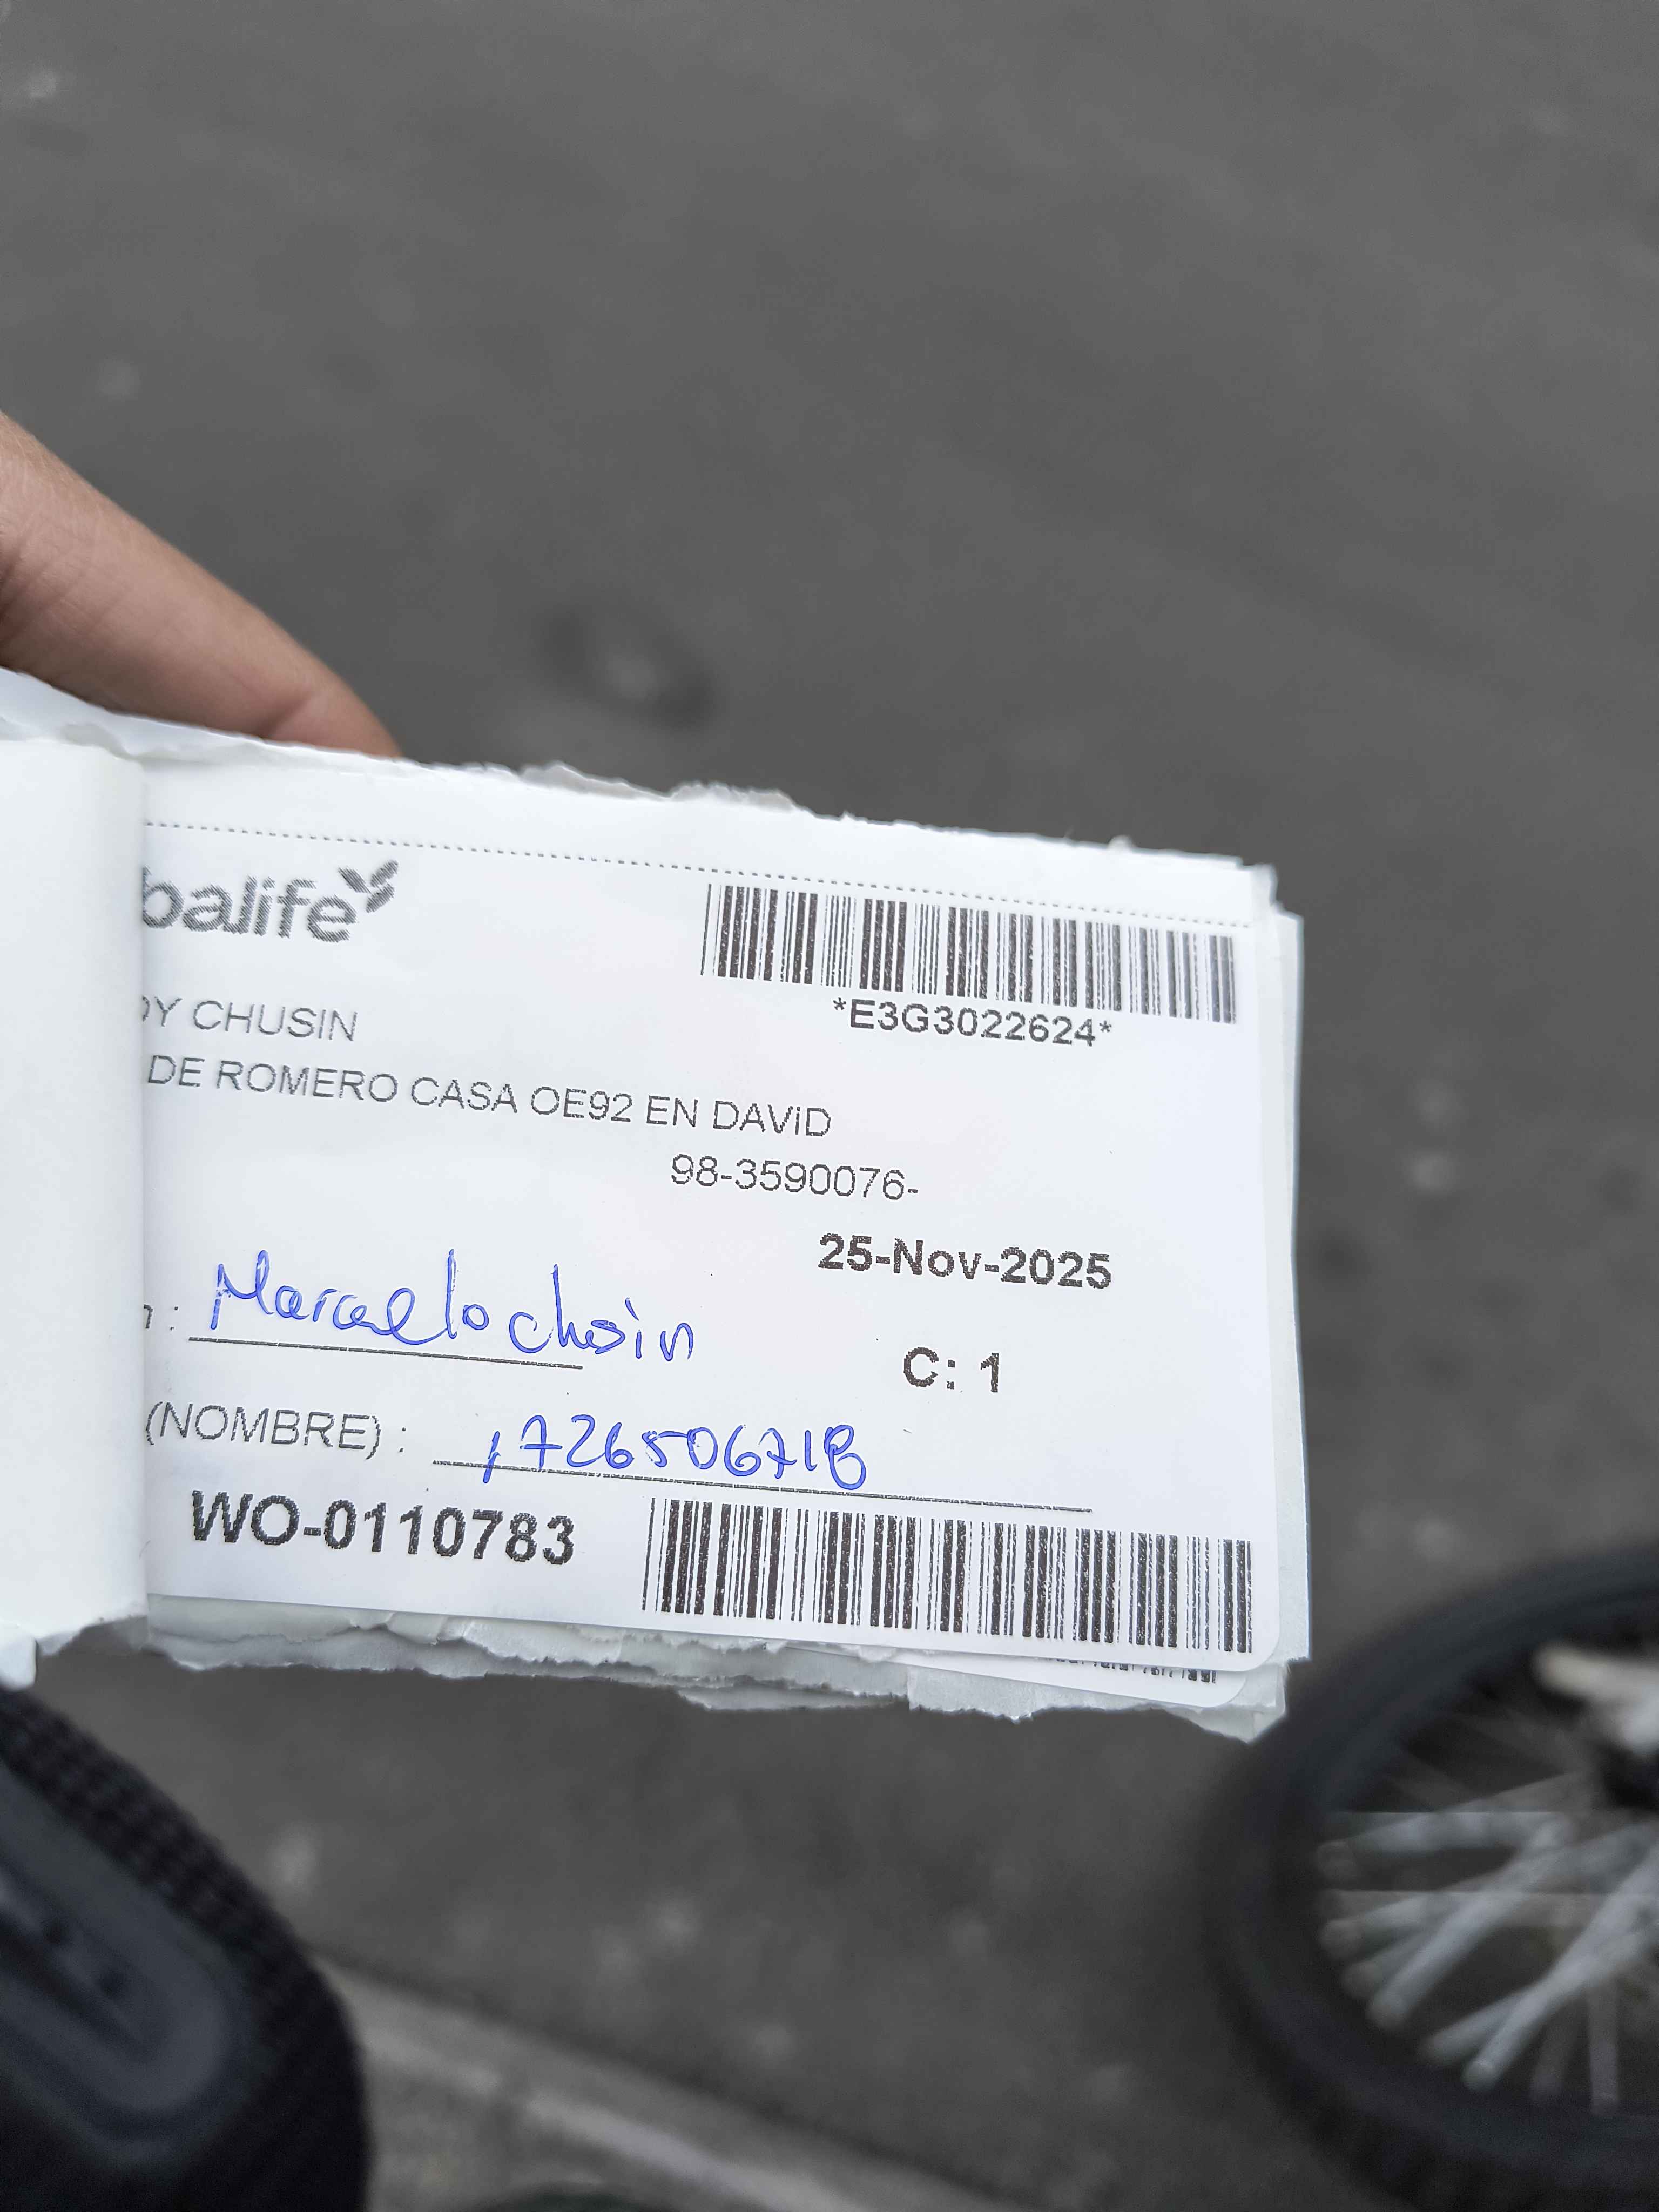 balife
*E3G3022624*
DY CHUSIN
DE ROMERO CASA OE92 EN DAViD
98-3590076-
25-Nov-2025
n : Marcelo chusin
C: 1
(NOMBRE) : 1726506718
WO-0110783